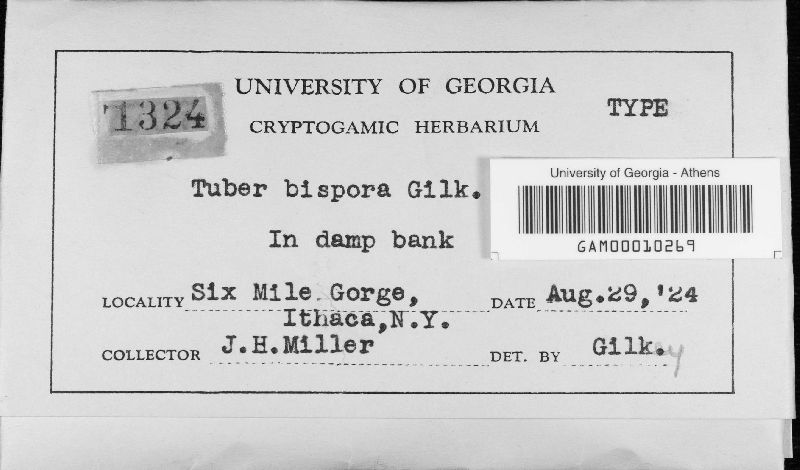 UNIVERSITY OF GEORGIA
TYPE
1324
CRYPTOGAMIC HERBARIUM
University of Georgia - Athens
Tuber bispora Gilk.
GAM00010269
In damp bank
LOCALITY Six Mile Gorge, DATE Aug.29,'24
Ithaca,N.Y.
COLLECTOR J.H.Miller DET. BY Gilk.ey